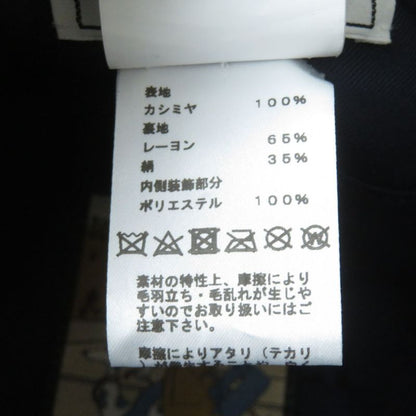 表地
カシミヤ 100%
裏地
レーヨン 65%
絹 35%
内側装飾部分
ポリエステル 100%
素材の特性上、摩擦により
毛羽立ち・毛乱れが生じや
すいのでお取り扱いにはご
注意下さい。
摩擦によりアタリ(テカリ